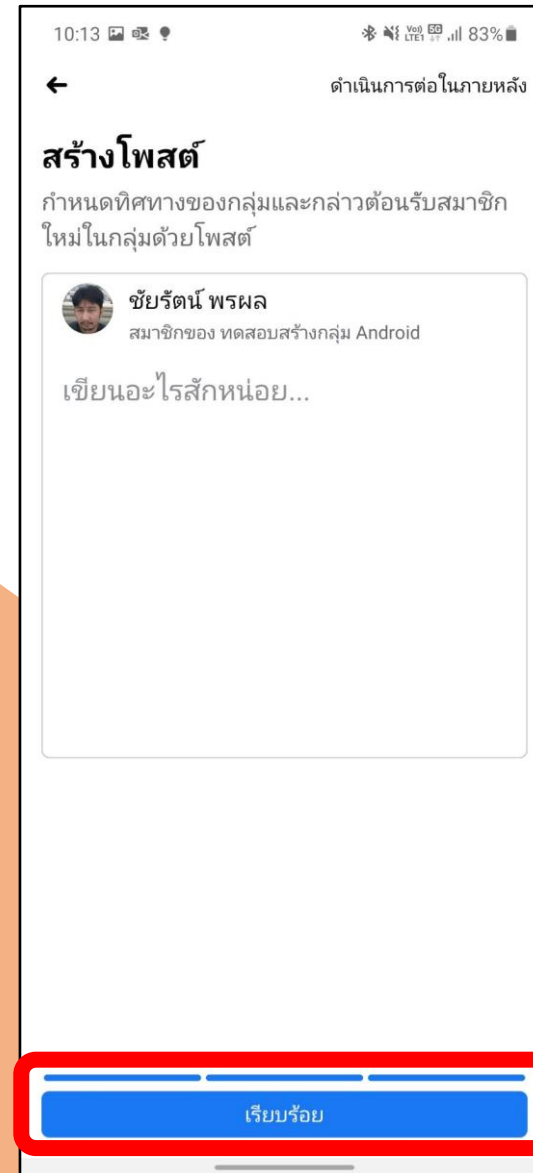 10:13 83%
ดำเนินการต่อในภายหลัง
สร้างโพสต์
กำหนดทิศทางของกลุ่มและกล่าวต้อนรับสมาชิก
ใหม่ในกลุ่มด้วยโพสต์
ชัยรัตน์ พรผล
สมาชิกของ ทดสอบสร้างกลุ่ม Android
เขียนอะไรสักหน่อย...
เรียบร้อย